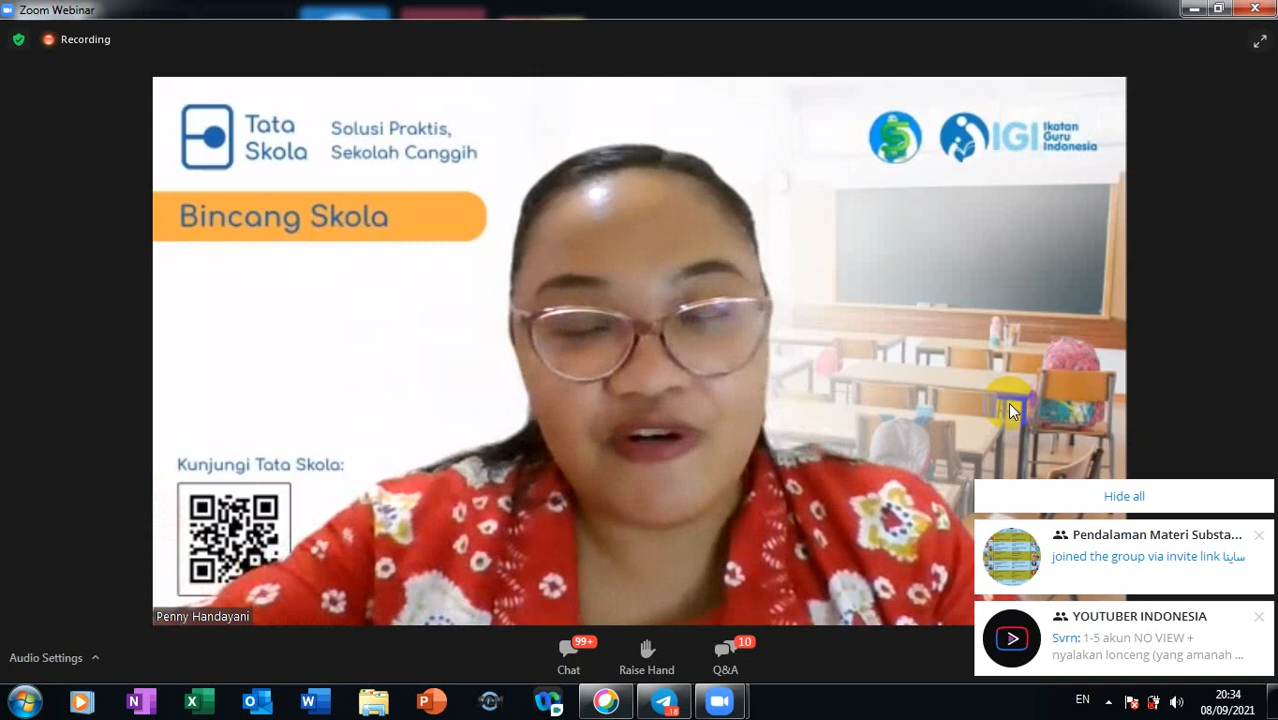 Zoom Webinar
Recording
Tata
Skola
Solusi Praktis,
Sekolah Canggih
IGI
Ikatan
Guru
Indonesia
Bincang Skola
Kunjungi Tata Skola:
Penny Handayani
Hide all
Pendalaman Materi Substa...
joined the group via invite link ساینا
YOUTUBER INDONESIA
Svrn: 1-5 akun NO VIEW +
nyalakan lonceng (yang amanah ...
Audio Settings
99+
Chat
Raise Hand
10
Q&A
18
EN
20:34
08/09/2021